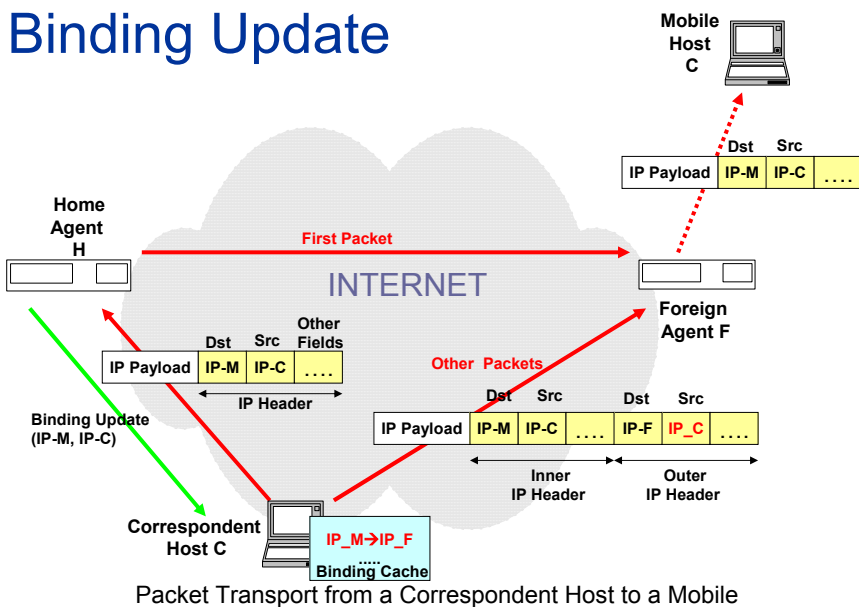 Binding Update
Mobile
Host
C
Dst Src
IP Payload IP-M IP-C ....
Home
Agent
H
First Packet
INTERNET
Foreign
Agent F
Other
Dst Src Fields
IP Payload IP-M IP-C ....
IP Header
Other Packets
Binding Update
(IP-M, IP-C)
Dst Src Dst Src
IP Payload IP-M IP-C .... IP-F IP_C ....
Inner
IP Header
Outer
IP Header
Correspondent
Host C
IP_M→IP_F
.....
Binding Cache
Packet Transport from a Correspondent Host to a Mobile